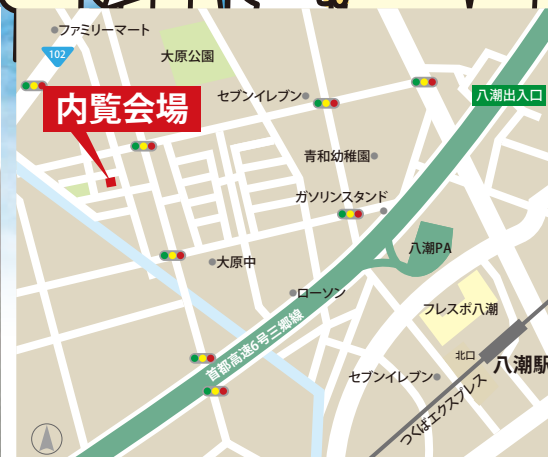 ファミリーマート
102
大原公園
セブンイレブン
八潮出入口
内覧会場
青和幼稚園
ガソリンスタンド
八潮PA
大原中
ローソン
フレスポ八潮
首都高速6号三郷線
北口
八潮駅
セブンイレブン
つくばエクスプレス